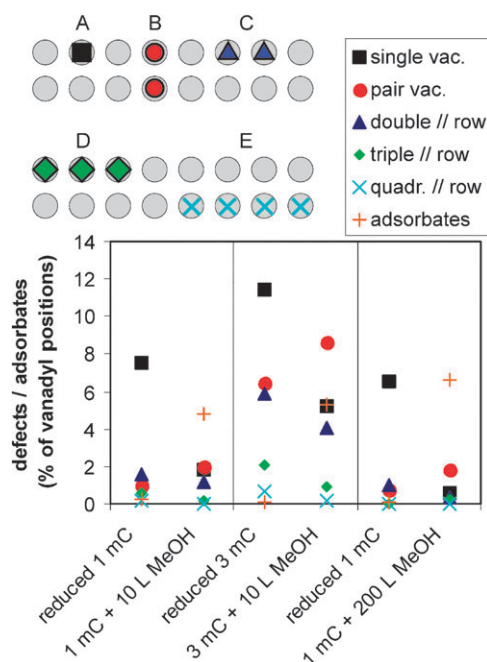 A B C
D E
single vac.
pair vac.
double // row
triple // row
quadr. // row
adsorbates
defects / adsorbates
(% of vanadyl positions)
14
12
10
8
6
4
2
0
reduced 1 mC
1 mC + 10 L MeOH
reduced 3 mC
3 mC + 10 L MeOH
reduced 1 mC
1 mC + 200 L MeOH